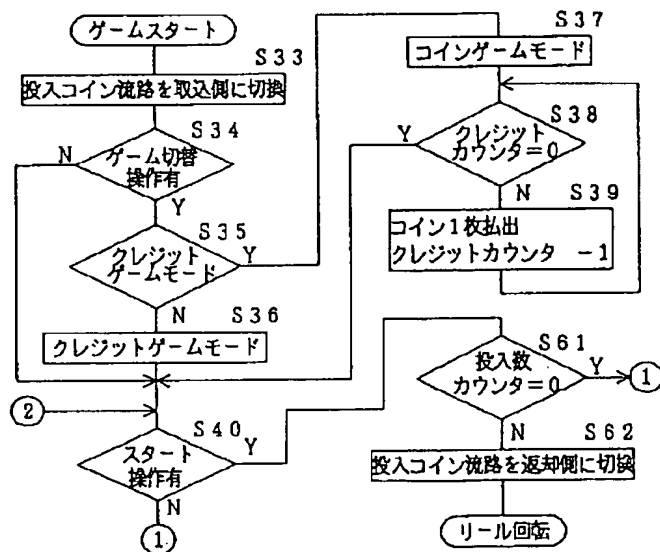 ゲームスタート
S33
投入コイン流路を取込側に切換
S34
N
ゲーム切替
操作有
Y
S35
クレジット
ゲームモード
Y
N
S36
クレジットゲームモード
②
S40
スタート
操作有
Y
N
①
S37
コインゲームモード
S38
Y
クレジット
カウンタ=0
N
S39
コイン1枚払出
クレジットカウンタ -1
S61
投入数
カウンタ=0
Y
①
N
S62
投入コイン流路を返却側に切換
リール回転